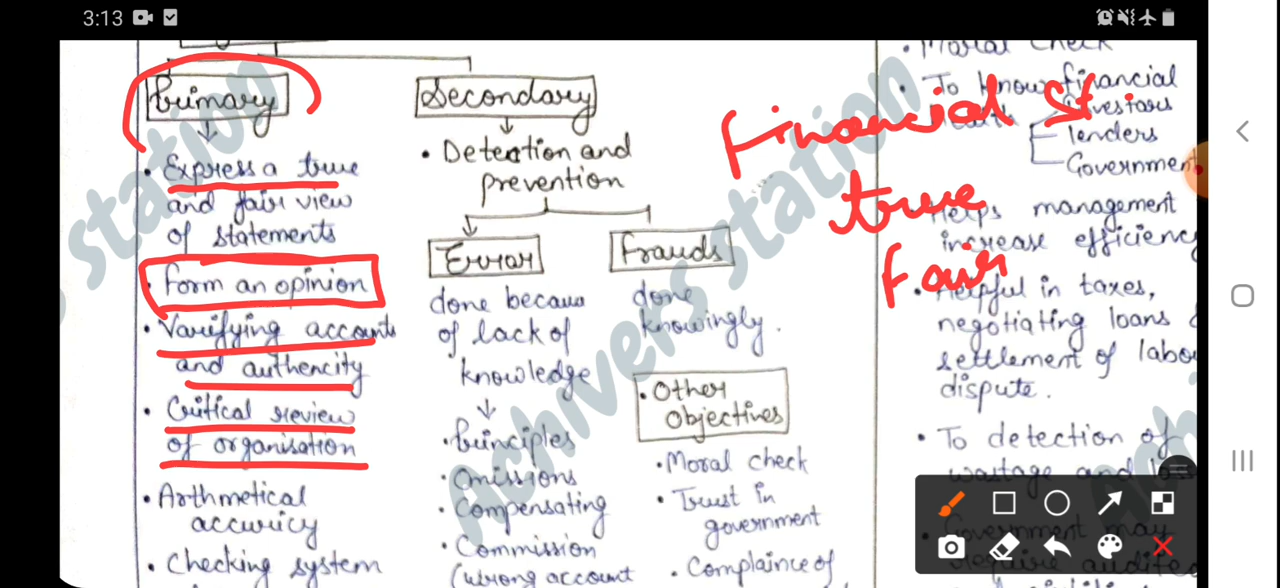 3:13
Primary
• Express a true
and fair view
of statements
• Form an opinion
• Varifying accounts
and authencity
• Critical review
of organisation
• Arthmetical
accuricy
• Checking system
Secondary
• Detection and
prevention
Error
done becaus
of lack of
knowledge
• Principles
• Omissions
• Compensating
• Commission
(wrong account
Frauds
done
knowingly.
• Other
Objectives
• Moral check
• Trust in
government
• Complaince of
• Moral check
• To know financial
Investors
lenders
Government
Helps management
increase efficiency
• Helpful in taxes,
negotiating loans &
settlement of labou
dispute.
• To detection of
wastage and
Government may
Financial St
true
fair
Achivers station